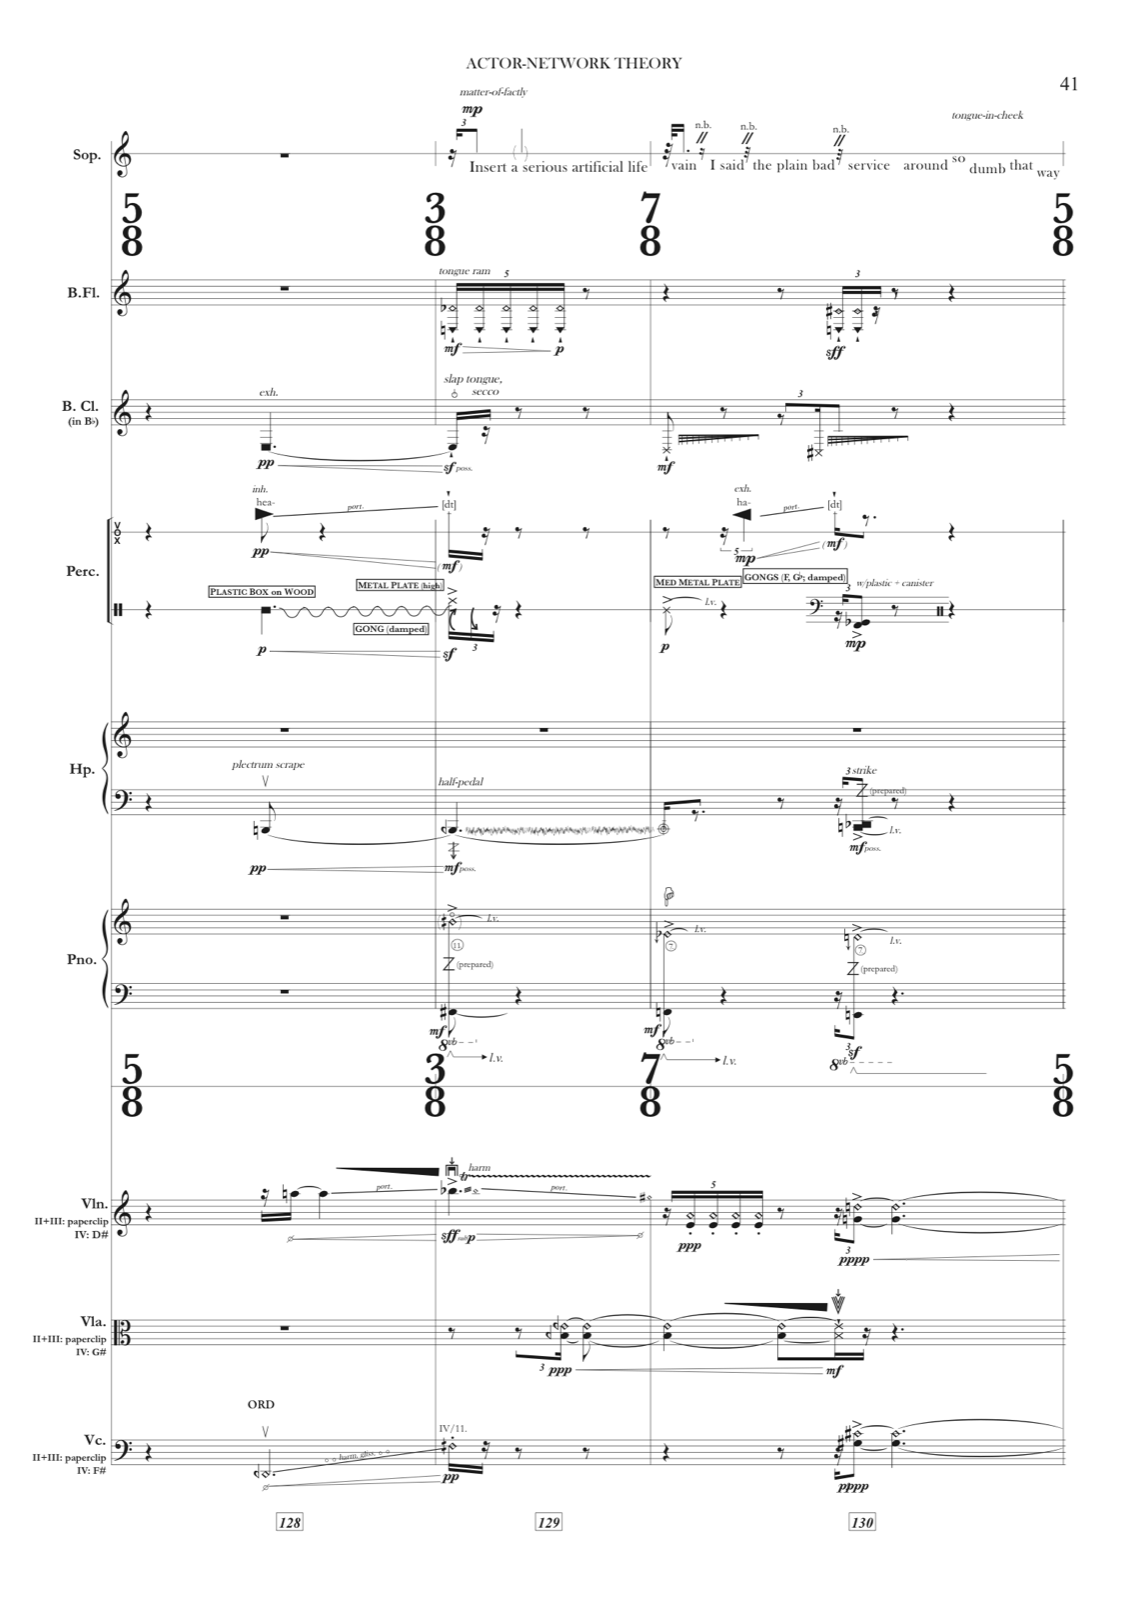 ACTOR-NETWORK THEORY
41
matter-of-factly
mp
3
tongue-in-cheek
n.b. n.b. n.b.
Sop.
Insert a serious artificial life vain I said the plain bad service around so dumb that way
5 3 7 5
8 8 8 8
tongue ram 5 3
B.Fl.
mf p sff
exh. slap tongue, secco
B. Cl.
(in B♭)
3
pp sf poss. mf
inh. exh.
hea- port. [dt] ha- port. [dt]
VOX
pp (mf) 5 mp (mf)
Perc.
PLASTIC BOX on WOOD METAL PLATE (high) MED METAL PLATE GONGS (F, G♭; damped) w/plastic + canister
l.v. 3
GONG (damped)
p sf 3 p mp
Hp.
plectrum scrape half-pedal 3 strike
(prepared)
l.v.
pp mf poss. mf poss.
l.v. l.v. l.v.
11. 7 7
Pno.
(prepared) (prepared)
mf mf 3 sf
8vb 8vb 8vb
l.v. l.v.
5 3 7 5
8 8 8 8
harm
tr
port. port. 5
Vln.
II+III: paperclip
IV: D#
sff sub p ppp 3
pppp
Vla.
II+III: paperclip
IV: G#
3 ppp mf
ORD
IV/11.
Vc.
harm. gliss.
II+III: paperclip
IV: F#
pp pppp
128 129 130